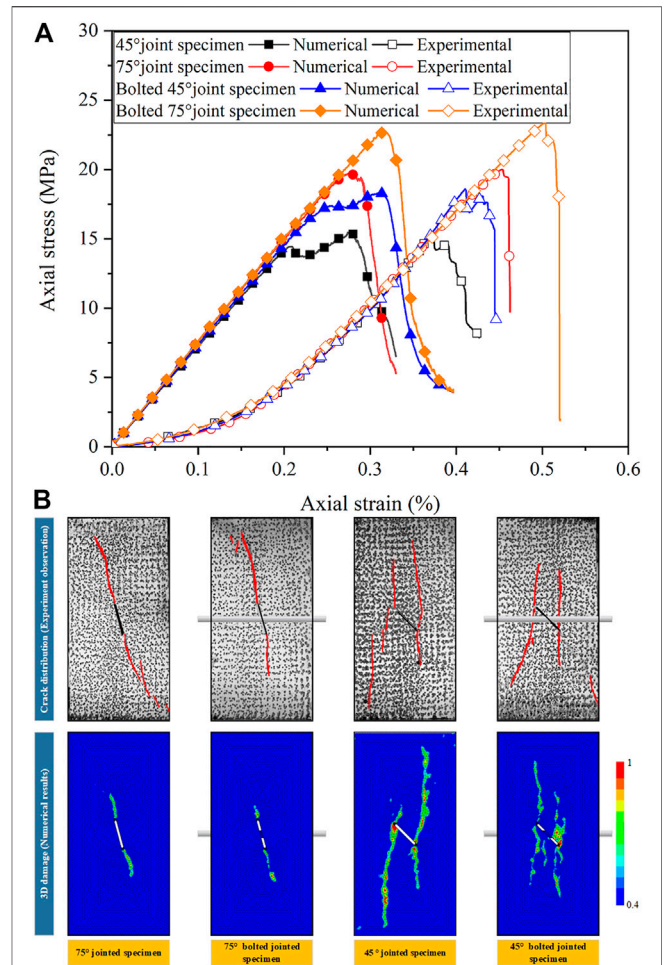 A
30
25
20
15
10
5
0
Axial stress (MPa)
45°joint specimen Numerical Experimental
75°joint specimen Numerical Experimental
Bolted 45°joint specimen Numerical Experimental
Bolted 75°joint specimen Numerical Experimental
0.0 0.1 0.2 0.3 0.4 0.5 0.6
Axial strain (%)
B
Crack distribution (Experiment observation)
3D damage (Numerical results)
1
0.4
75° jointed specimen
75° bolted jointed
specimen
45° jointed specimen
45° bolted jointed
specimen